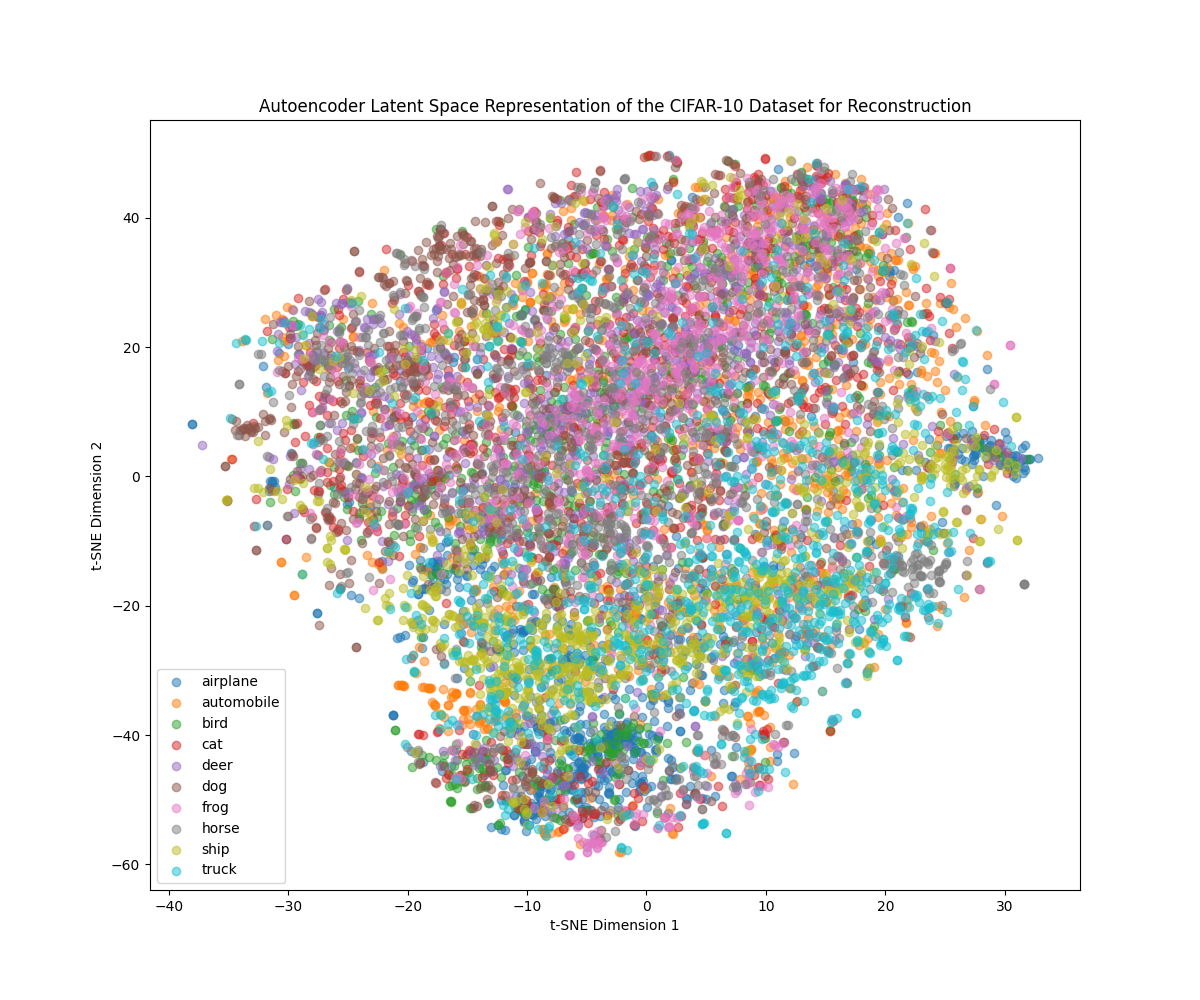 Autoencoder Latent Space Representation of the CIFAR-10 Dataset for Reconstruction
t-SNE Dimension 2
40
20
0
−20
−40
−60
airplane
automobile
bird
cat
deer
dog
frog
horse
ship
truck
−40 −30 −20 −10 0 10 20 30
t-SNE Dimension 1